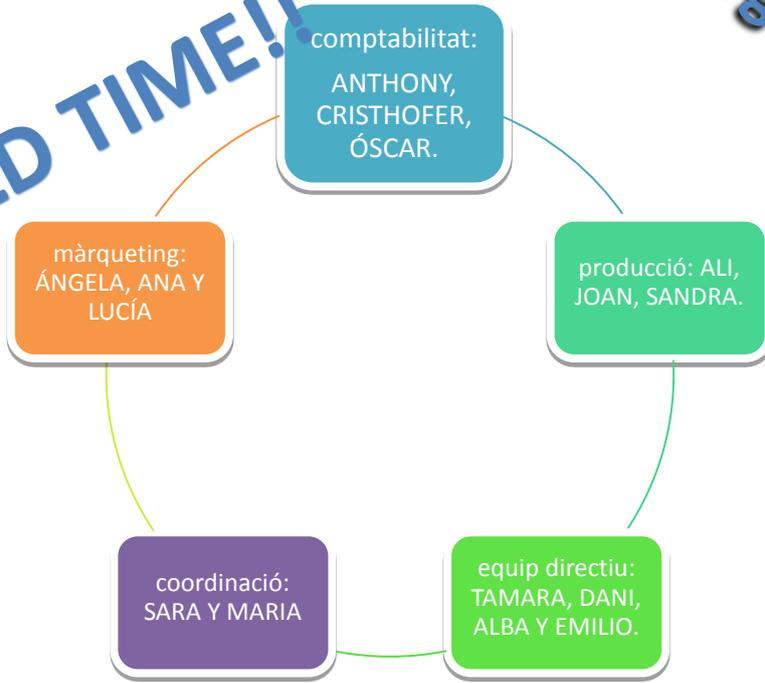 TIME!!
comptabilitat:
ANTHONY,
CRISTHOFER,
ÓSCAR.
màrqueting:
ÁNGELA, ANA Y
LUCÍA
producció: ALI,
JOAN, SANDRA.
coordinació:
SARA Y MARIA
equip directiu:
TAMARA, DANI,
ALBA Y EMILIO.